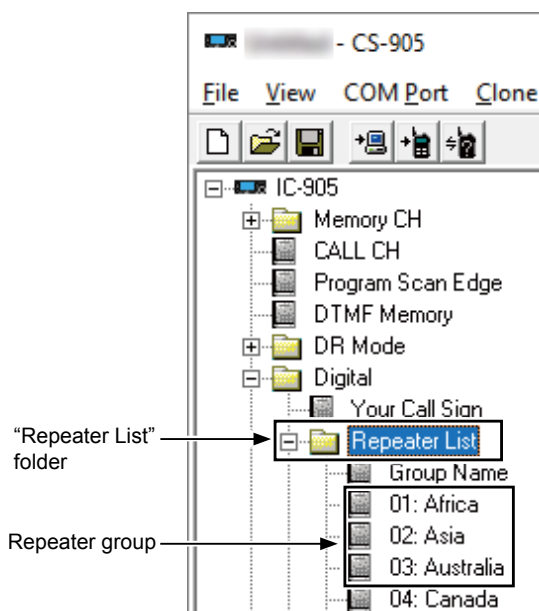 - CS-905
File View COM Port Clone
IC-905
Memory CH
CALL CH
Program Scan Edge
DTMF Memory
DR Mode
Digital
Your Call Sign
“Repeater List”
folder
Repeater List
Group Name
Repeater group
01: Africa
02: Asia
03: Australia
04: Canada